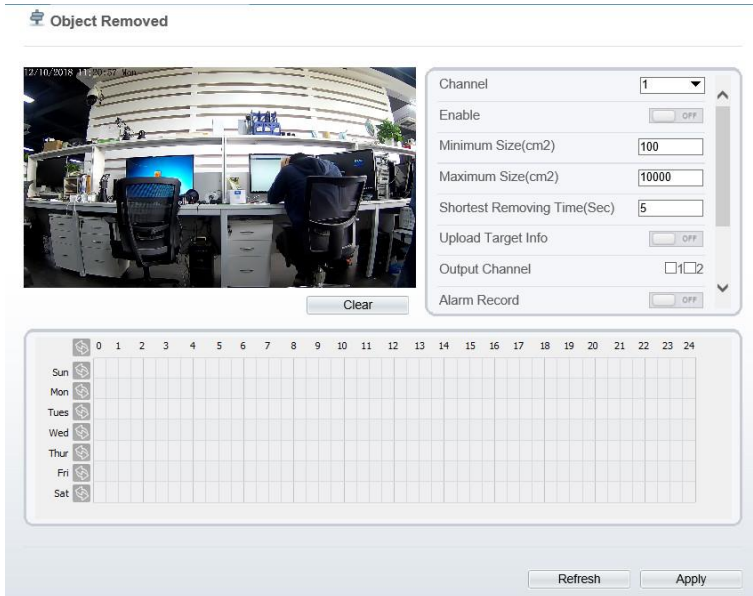 Object Removed
12/10/2018 11:20:57 Mon
Channel
1
Enable
OFF
Minimum Size(cm2)
100
Maximum Size(cm2)
10000
Shortest Removing Time(Sec)
5
Upload Target Info
OFF
Output Channel
1 2
Alarm Record
OFF
Clear
0 1 2 3 4 5 6 7 8 9 10 11 12 13 14 15 16 17 18 19 20 21 22 23 24
Sun
Mon
Tues
Wed
Thur
Fri
Sat
Refresh
Apply